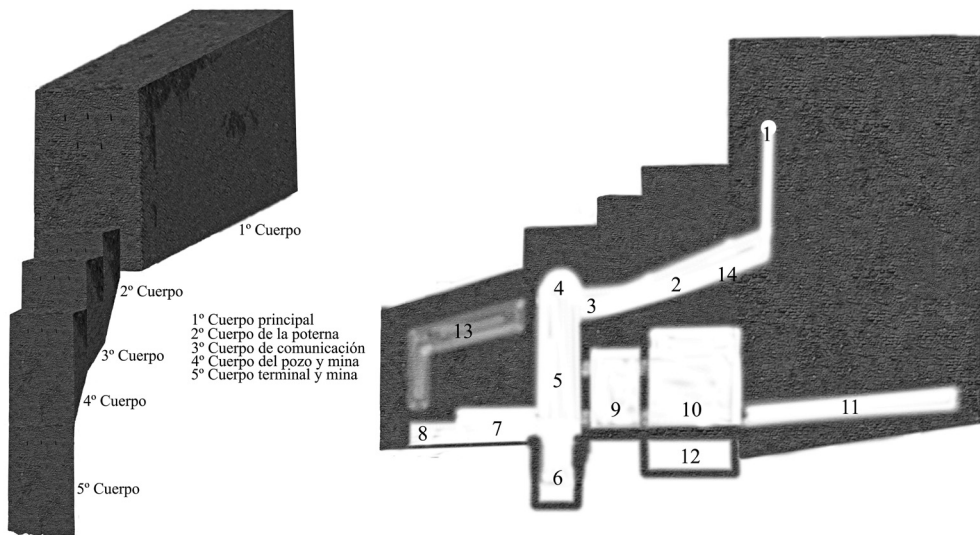 1º Cuerpo
2º Cuerpo
3º Cuerpo
4º Cuerpo
5º Cuerpo
1º Cuerpo principal
2º Cuerpo de la poterna
3º Cuerpo de comunicación
4º Cuerpo del pozo y mina
5º Cuerpo terminal y mina
1
2
14
3
4
13
5
9
10
11
7
8
12
6